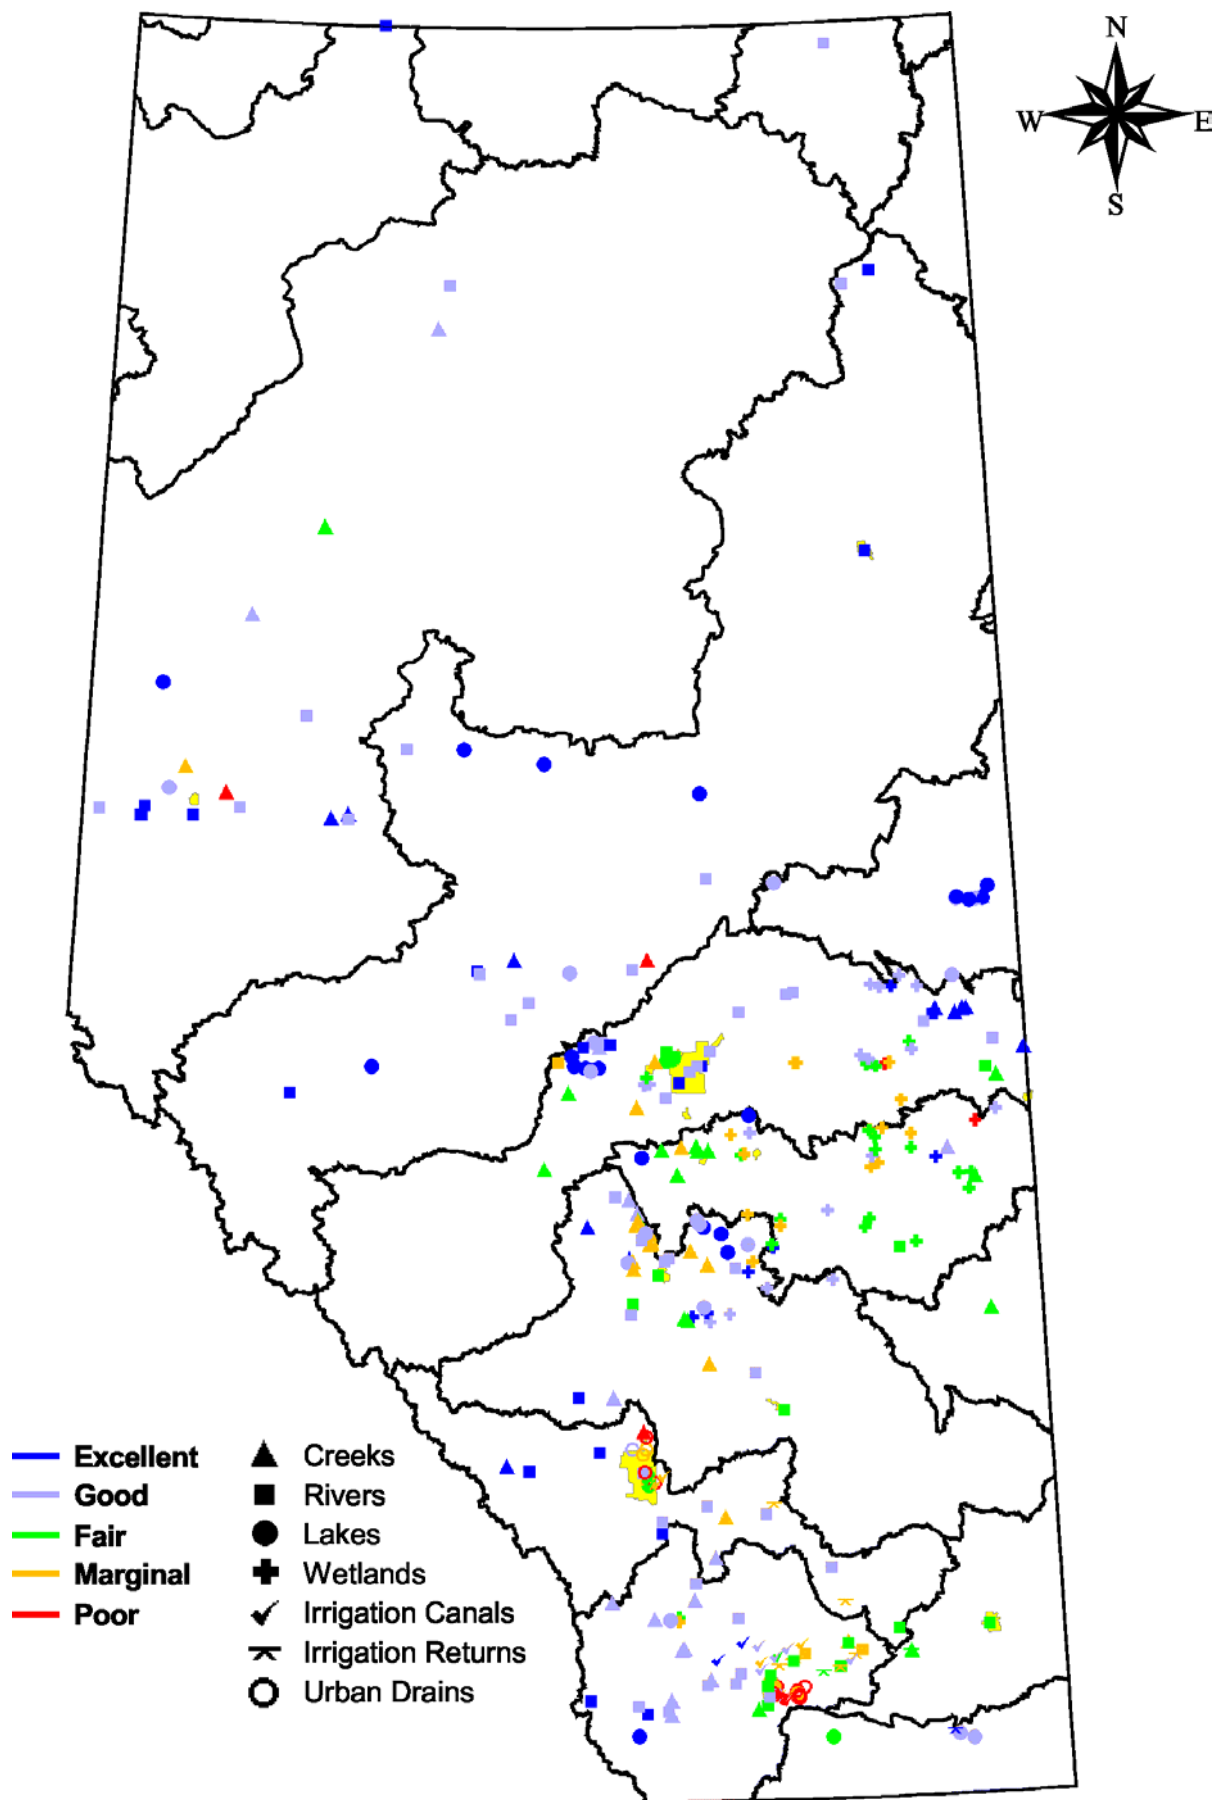 N
W E
S
Excellent
Good
Fair
Marginal
Poor
Creeks
Rivers
Lakes
Wetlands
Irrigation Canals
Irrigation Returns
Urban Drains